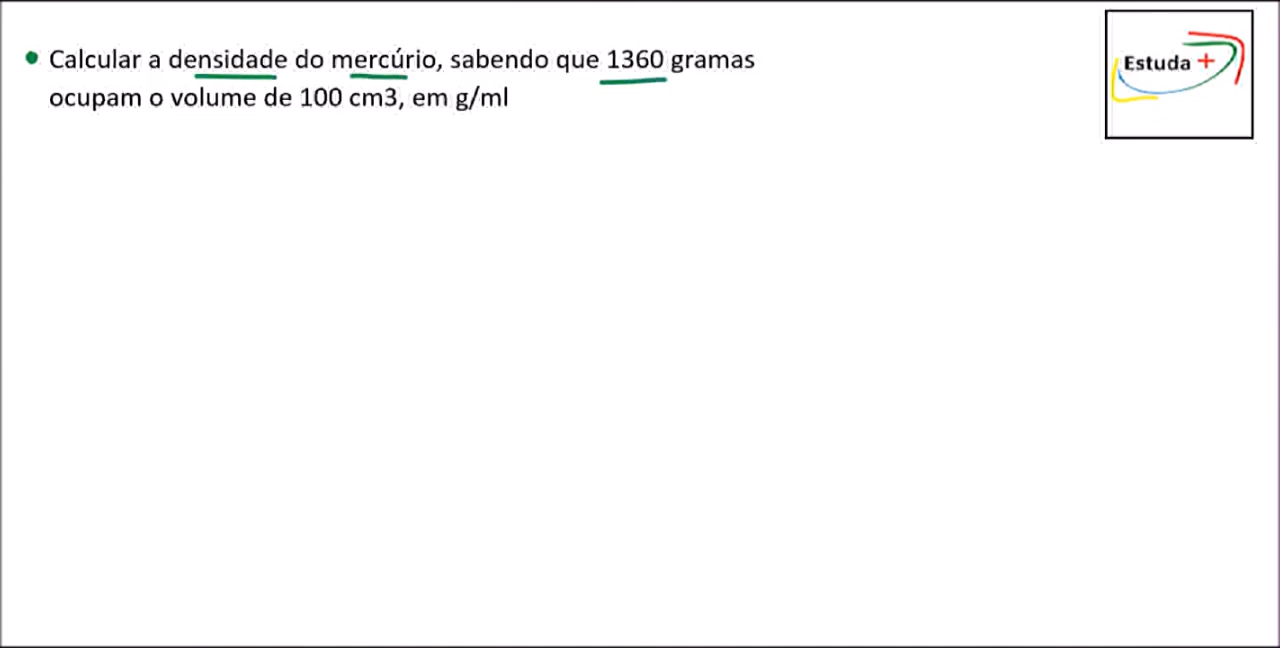 • Calcular a densidade do mercúrio, sabendo que 1360 gramas
ocupam o volume de 100 cm3, em g/ml
Estuda +